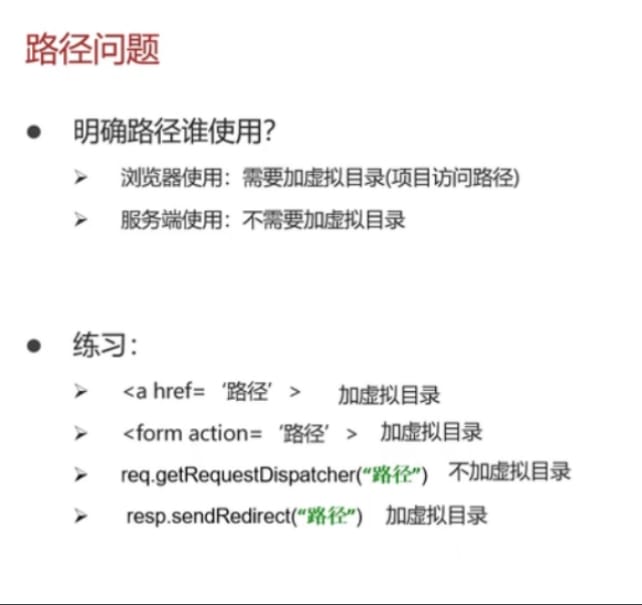 路径问题
● 明确路径谁使用?
➢ 浏览器使用：需要加虚拟目录(项目访问路径)
➢ 服务端使用：不需要加虚拟目录
● 练习：
➢ <a href=‘路径’> 加虚拟目录
➢ <form action=‘路径’> 加虚拟目录
➢ req.getRequestDispatcher(“路径”) 不加虚拟目录
➢ resp.sendRedirect(“路径”) 加虚拟目录